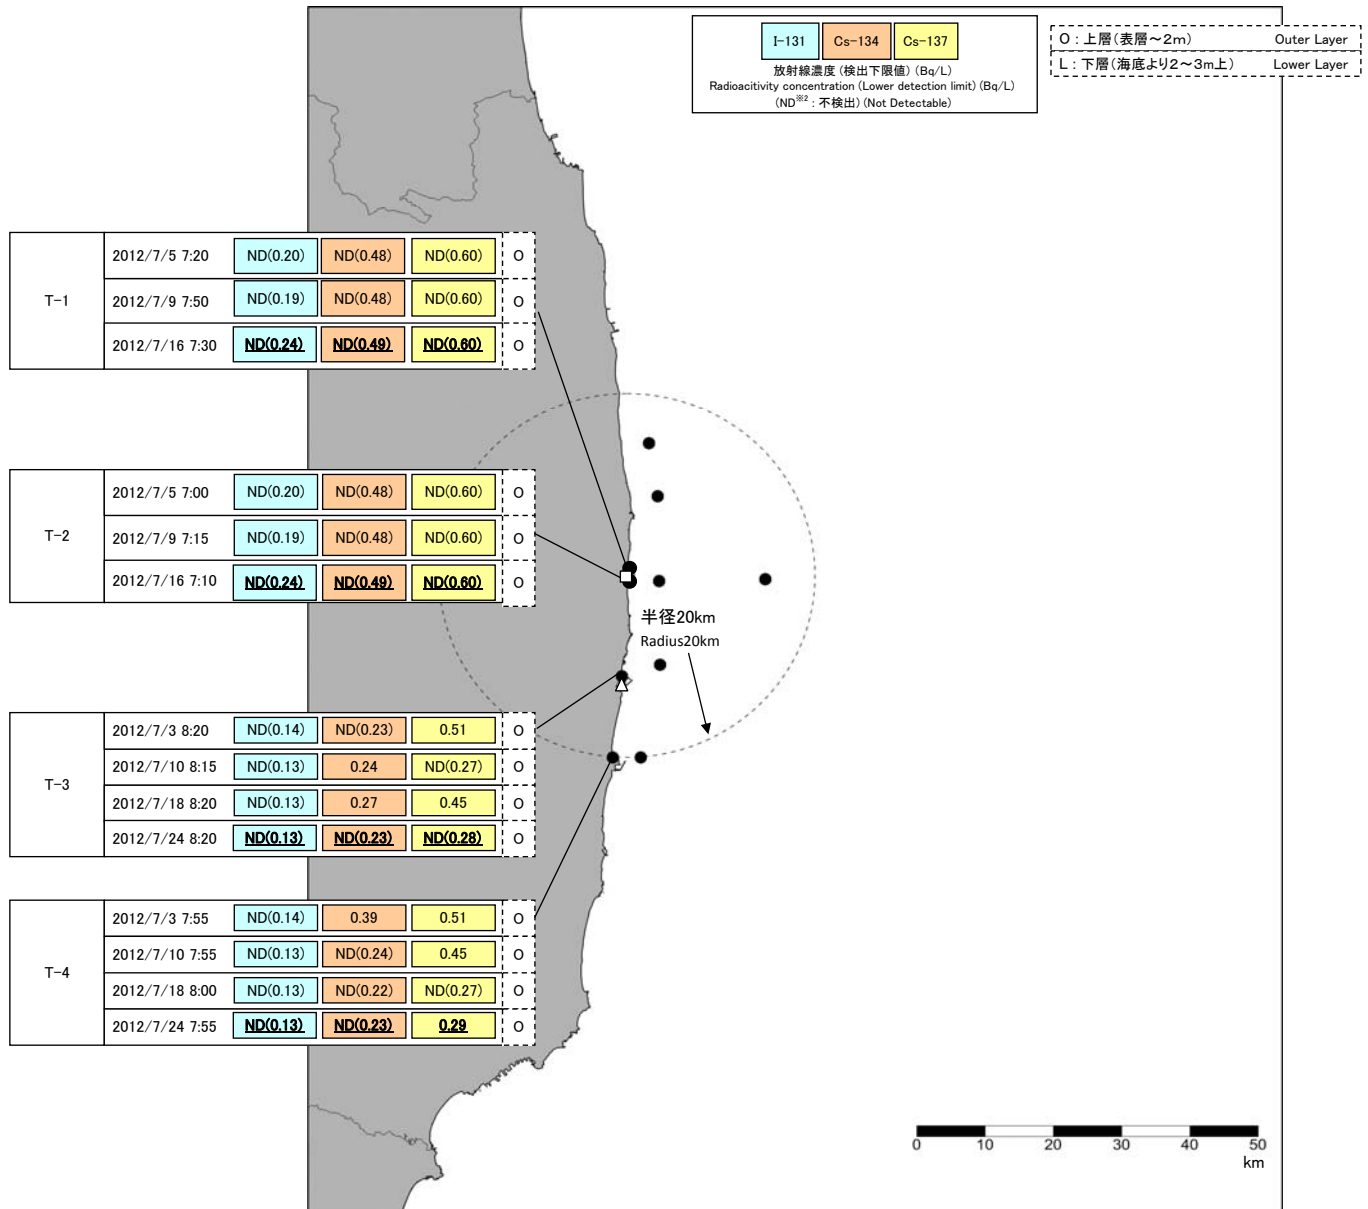 I-131 Cs-134 Cs-137
放射線濃度 (検出下限値) (Bq/L)
Radioacitivity concentration (Lower detection limit) (Bq/L)
(ND※2 : 不検出) (Not Detectable)
O : 上層(表層～2m) Outer Layer
L : 下層(海底より2～3m上) Lower Layer
T-1
2012/7/5 7:20 ND(0.20) ND(0.48) ND(0.60) O
2012/7/9 7:50 ND(0.19) ND(0.48) ND(0.60) O
2012/7/16 7:30 ND(0.24) ND(0.49) ND(0.60) O
T-2
2012/7/5 7:00 ND(0.20) ND(0.48) ND(0.60) O
2012/7/9 7:15 ND(0.19) ND(0.48) ND(0.60) O
2012/7/16 7:10 ND(0.24) ND(0.49) ND(0.60) O
半径20km
Radius20km
T-3
2012/7/3 8:20 ND(0.14) ND(0.23) 0.51 O
2012/7/10 8:15 ND(0.13) 0.24 ND(0.27) O
2012/7/18 8:20 ND(0.13) 0.27 0.45 O
2012/7/24 8:20 ND(0.13) ND(0.23) ND(0.28) O
T-4
2012/7/3 7:55 ND(0.14) 0.39 0.51 O
2012/7/10 7:55 ND(0.13) ND(0.24) 0.45 O
2012/7/18 8:00 ND(0.13) ND(0.22) ND(0.27) O
2012/7/24 7:55 ND(0.13) ND(0.23) 0.29 O
0 10 20 30 40 50
km